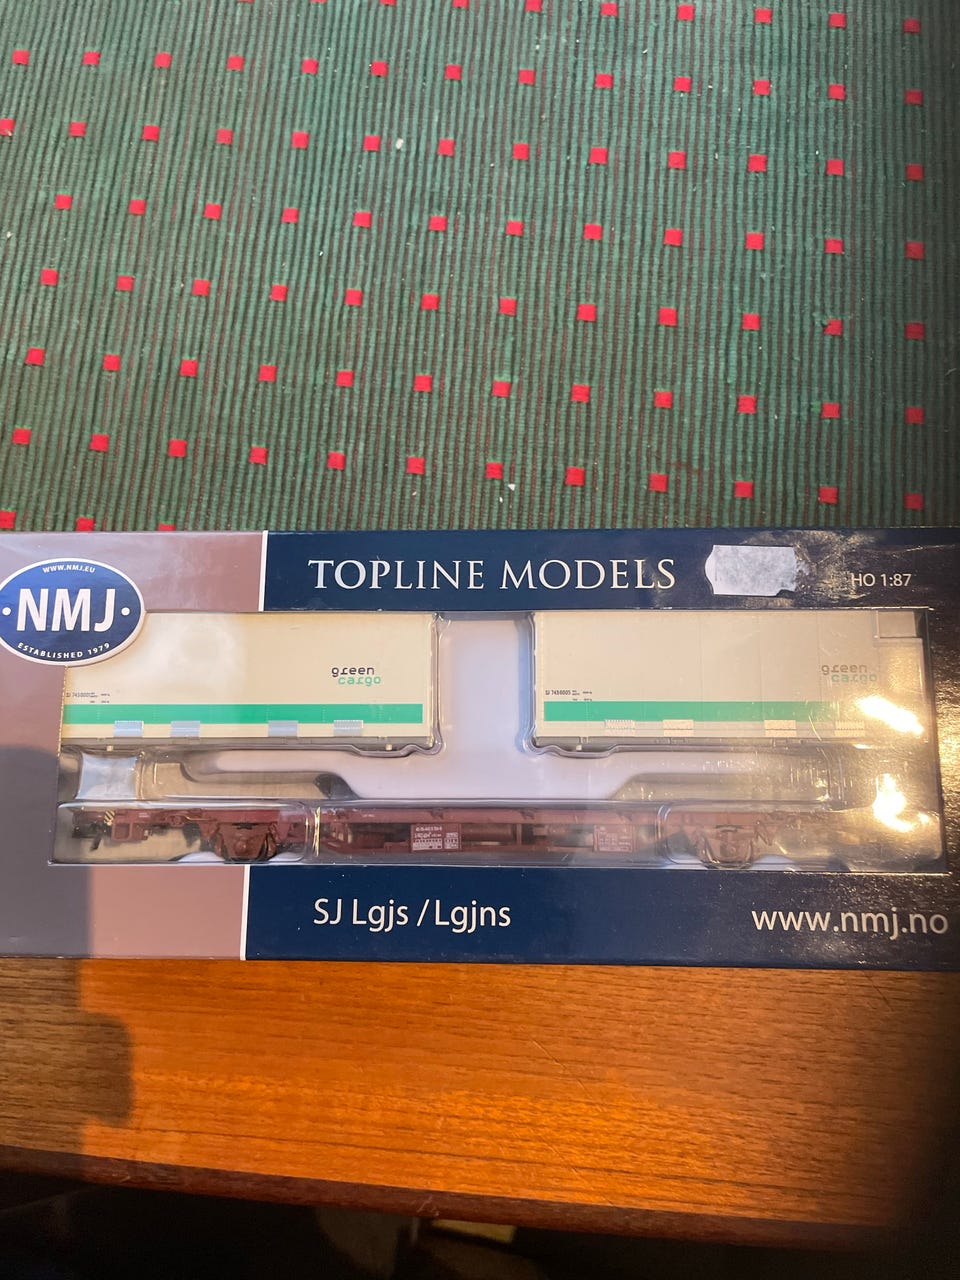 WWW.NMJ.EU
NMJ
ESTABLISHED 1979
TOPLINE MODELS
HO 1:87
green
cargo
green
cargo
SJ Lgjs / Lgjns
www.nmj.no